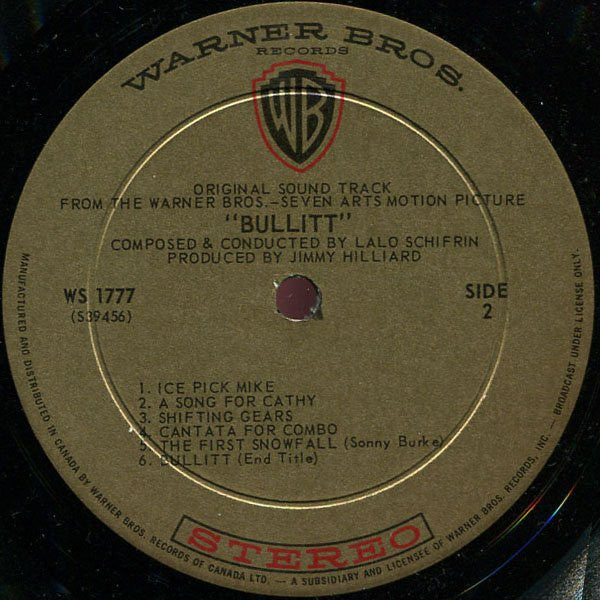 WARNER BROS.
RECORDS
WB
ORIGINAL SOUND TRACK
FROM THE WARNER BROS.–SEVEN ARTS MOTION PICTURE
"BULLITT"
COMPOSED & CONDUCTED BY LALO SCHIFRIN
PRODUCED BY JIMMY HILLIARD
WS 1777
(S39456)
SIDE
2
1. ICE PICK MIKE
2. A SONG FOR CATHY
3. SHIFTING GEARS
4. CANTATA FOR COMBO
5. THE FIRST SNOWFALL (Sonny Burke)
6. BULLITT (End Title)
STEREO
MANUFACTURED AND DISTRIBUTED IN CANADA BY WARNER BROS. RECORDS OF CANADA LTD. — A SUBSIDIARY AND LICENSEE OF WARNER BROS. RECORDS, INC. — BROADCAST UNDER LICENSE ONLY.